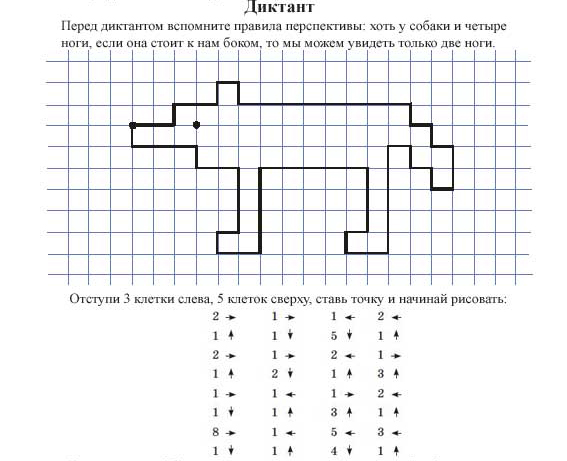 Диктант
Перед диктантом вспомните правила перспективы: хоть у собаки и четыре
ноги, если она стоит к нам боком, то мы можем увидеть только две ноги.
Отступи 3 клетки слева, 5 клеток сверху, ставь точку и начинай рисовать:
2 → 1 → 1 ← 2 ←
1 ↑ 1 ↓ 5 ↓ 1 ↑
2 → 1 → 2 ← 1 →
1 ↑ 2 ↓ 1 ↑ 3 ↑
1 → 1 ← 1 → 2 ←
1 ↓ 1 ↑ 3 ↑ 1 ↑
8 → 1 ← 5 ← 3 ←
1 ↓ 1 ↑ 4 ↓ 1 ↑